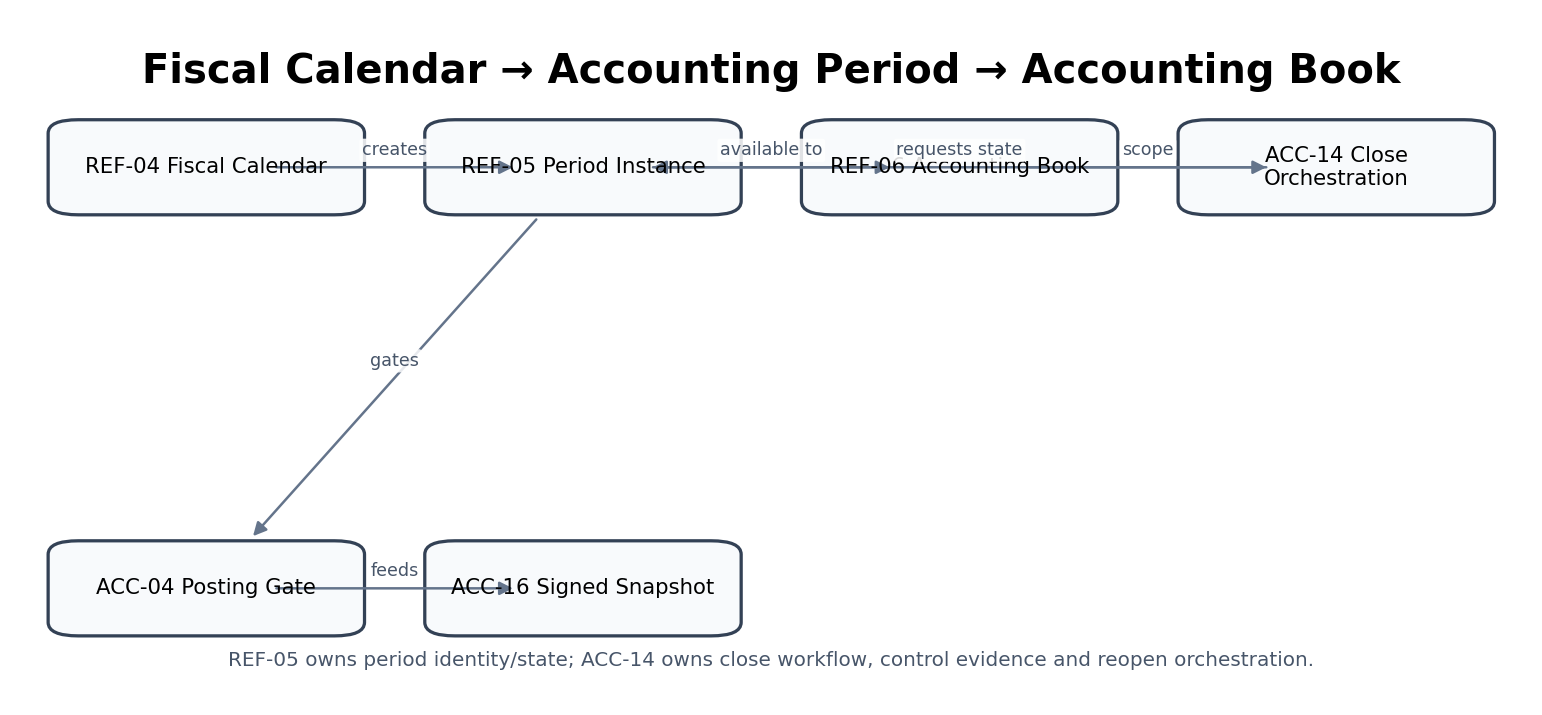 Fiscal Calendar → Accounting Period → Accounting Book
REF-04 Fiscal Calendar
creates
REF-05 Period Instance
available to
REF-06 Accounting Book
requests state
scope
ACC-14 Close
Orchestration
gates
ACC-04 Posting Gate
feeds
ACC-16 Signed Snapshot
REF-05 owns period identity/state; ACC-14 owns close workflow, control evidence and reopen orchestration.